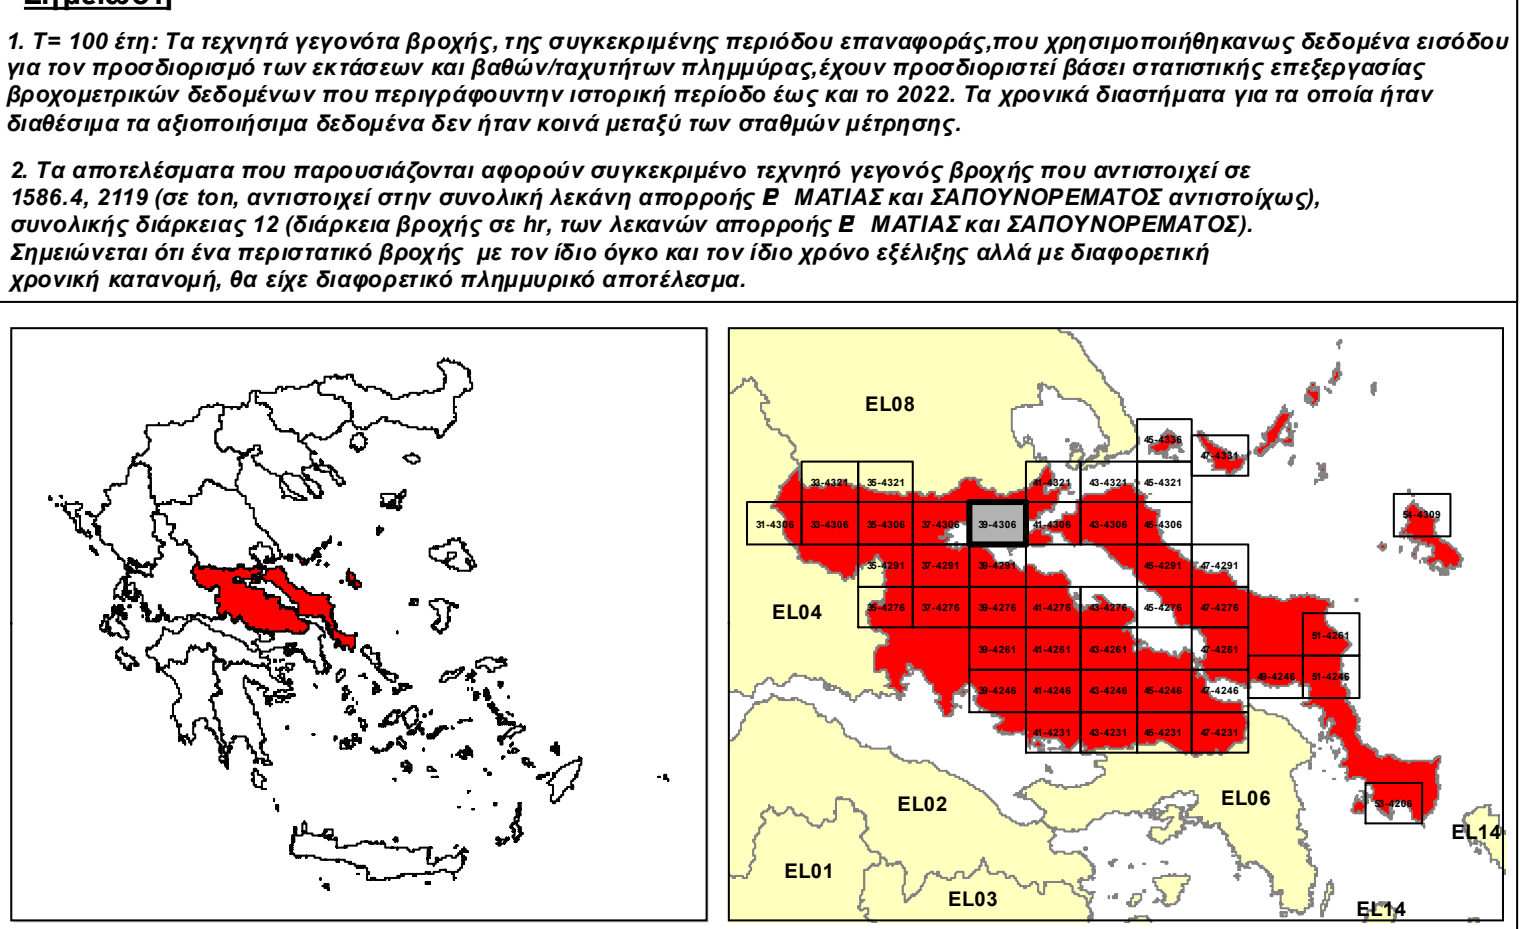 1. T= 100 έτη: Τα τεχνητά γεγονότα βροχής, της συγκεκριμένης περιόδου επαναφοράς,που χρησιμοποιήθηκανως δεδομένα εισόδου
για τον προσδιορισμό των εκτάσεων και βαθών/ταχυτήτων πλημμύρας,έχουν προσδιοριστεί βάσει στατιστικής επεξεργασίας
βροχομετρικών δεδομένων που περιγράφουντην ιστορική περίοδο έως και το 2022. Τα χρονικά διαστήματα για τα οποία ήταν
διαθέσιμα τα αξιοποιήσιμα δεδομένα δεν ήταν κοινά μεταξύ των σταθμών μέτρησης.
2. Τα αποτελέσματα που παρουσιάζονται αφορούν συγκεκριμένο τεχνητό γεγονός βροχής που αντιστοιχεί σε
1586.4, 2119 (σε ton, αντιστοιχεί στην συνολική λεκάνη απορροής ΜΑΤΙΑΣ και ΣΑΠΟΥΝΟΡΕΜΑΤΟΣ αντιστοίχως),
συνολικής διάρκειας 12 (διάρκεια βροχής σε hr, των λεκανών απορροής ΜΑΤΙΑΣ και ΣΑΠΟΥΝΟΡΕΜΑΤΟΣ).
Σημειώνεται ότι ένα περιστατικό βροχής με τον ίδιο όγκο και τον ίδιο χρόνο εξέλιξης αλλά με διαφορετική
χρονική κατανομή, θα είχε διαφορετικό πλημμυρικό αποτέλεσμα.
EL08
45-4336
47-4331
33-4321 35-4321 41-4321 43-4321 45-4321
54-4309
31-4306 33-4306 35-4306 37-4306 39-4306 41-4306 43-4306 45-4306
35-4291 37-4291 39-4291 45-4291 47-4291
EL04
35-4276 37-4276 39-4276 41-4276 43-4276 45-4276 47-4276
51-4261
39-4261 41-4261 43-4261 47-4261
49-4246 51-4246
39-4246 41-4246 43-4246 45-4246 47-4246
41-4231 43-4231 45-4231 47-4231
EL02
EL06
53-4206
EL14
EL01
EL03
EL14